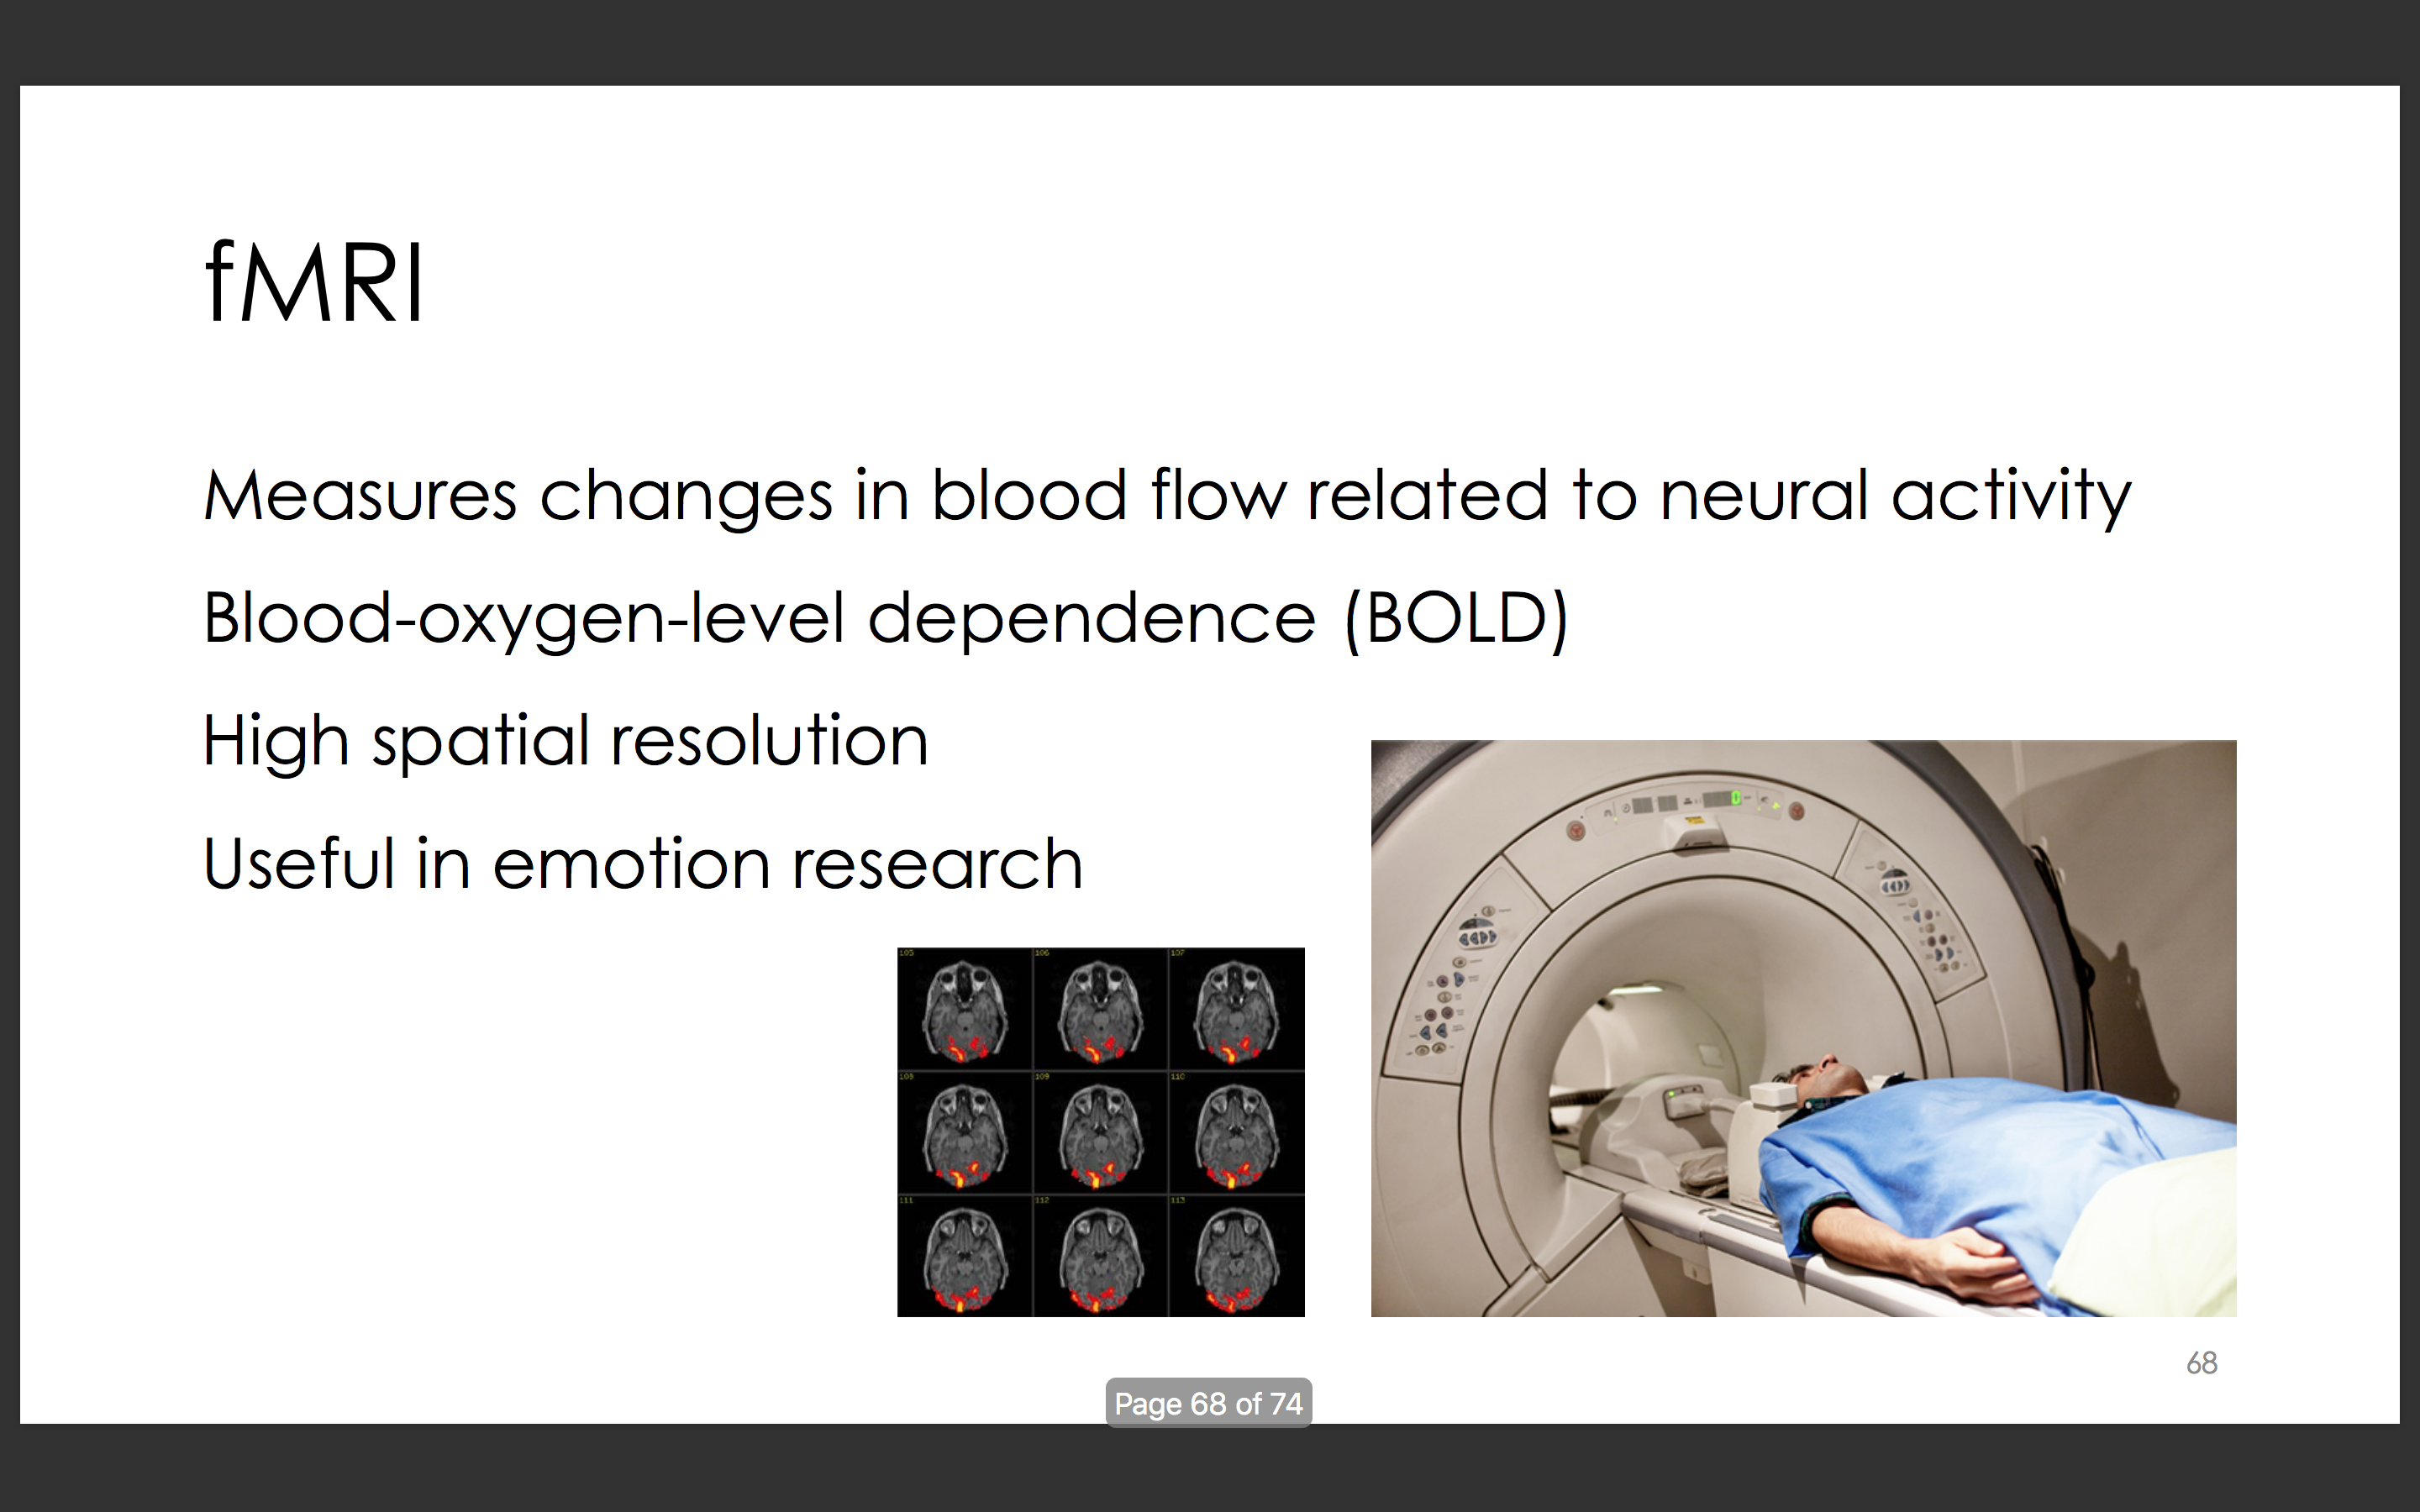 fMRI
Measures changes in blood flow related to neural activity
Blood-oxygen-level dependence (BOLD)
High spatial resolution
Useful in emotion research
105
106
107
108
109
110
111
112
113
68
Page 68 of 74